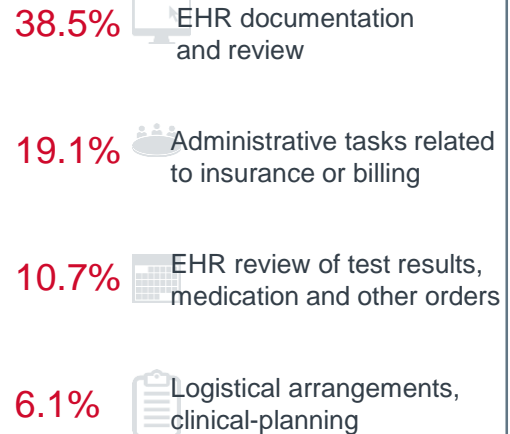 38.5% EHR documentation
and review
19.1% Administrative tasks related
to insurance or billing
10.7% EHR review of test results,
medication and other orders
6.1% Logistical arrangements,
clinical-planning